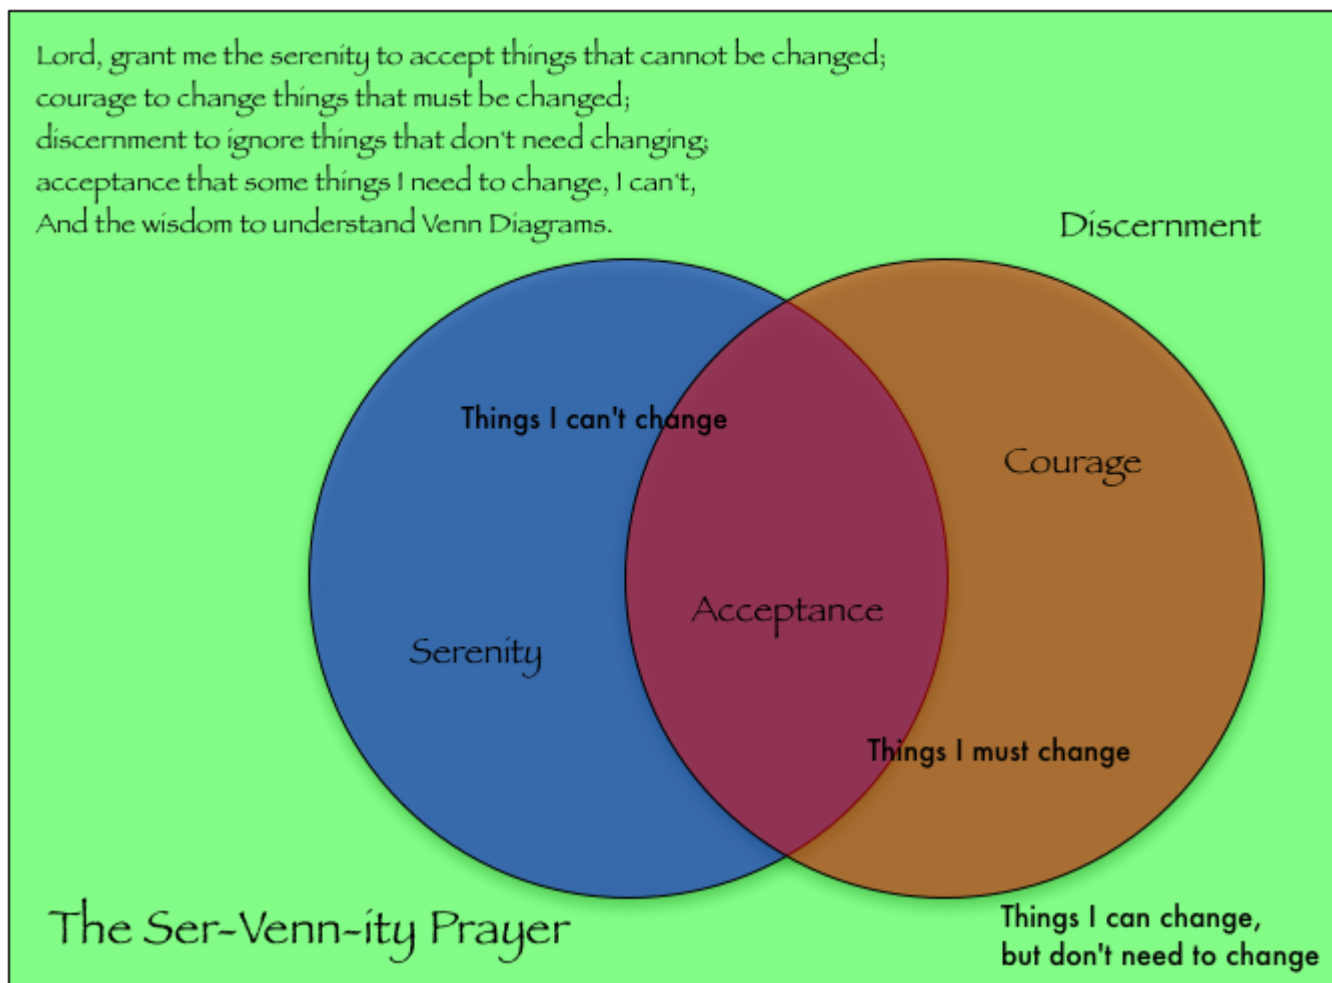 Lord, grant me the serenity to accept things that cannot be changed;
courage to change things that must be changed;
discernment to ignore things that don't need changing;
acceptance that some things I need to change, I can't,
And the wisdom to understand Venn Diagrams.
Discernment
Things I can't change
Courage
Acceptance
Serenity
Things I must change
The Ser-Venn-ity Prayer
Things I can change,
but don't need to change